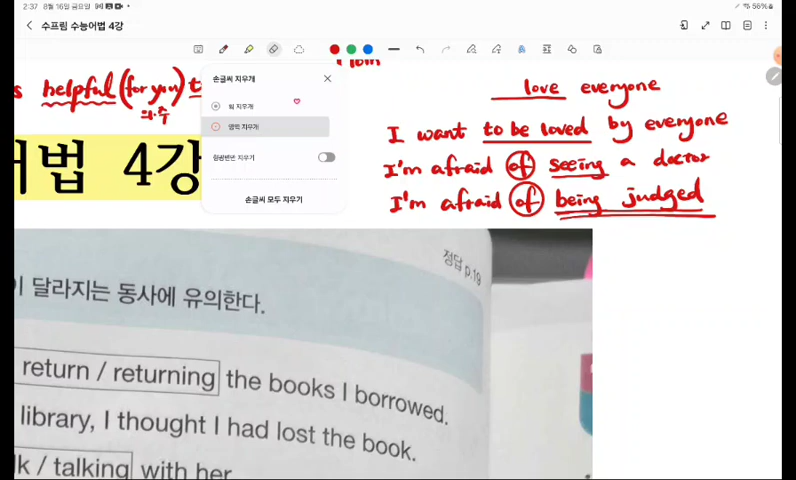 2:37 8월 16일 금요일
56%
수프림 수능어법 4강
손글씨 지우개
획 지우개
영역 지우개
형광펜만 지우기
손글씨 모두 지우기
s helpful (for you) t
의·주
어법 4강
love everyone
I want to be loved by everyone
I'm afraid of seeing a doctor
I'm afraid of being judged
정답 p.19
이 달라지는 동사에 유의한다.
return / returning the books I borrowed.
library, I thought I had lost the book.
lk / talking with her